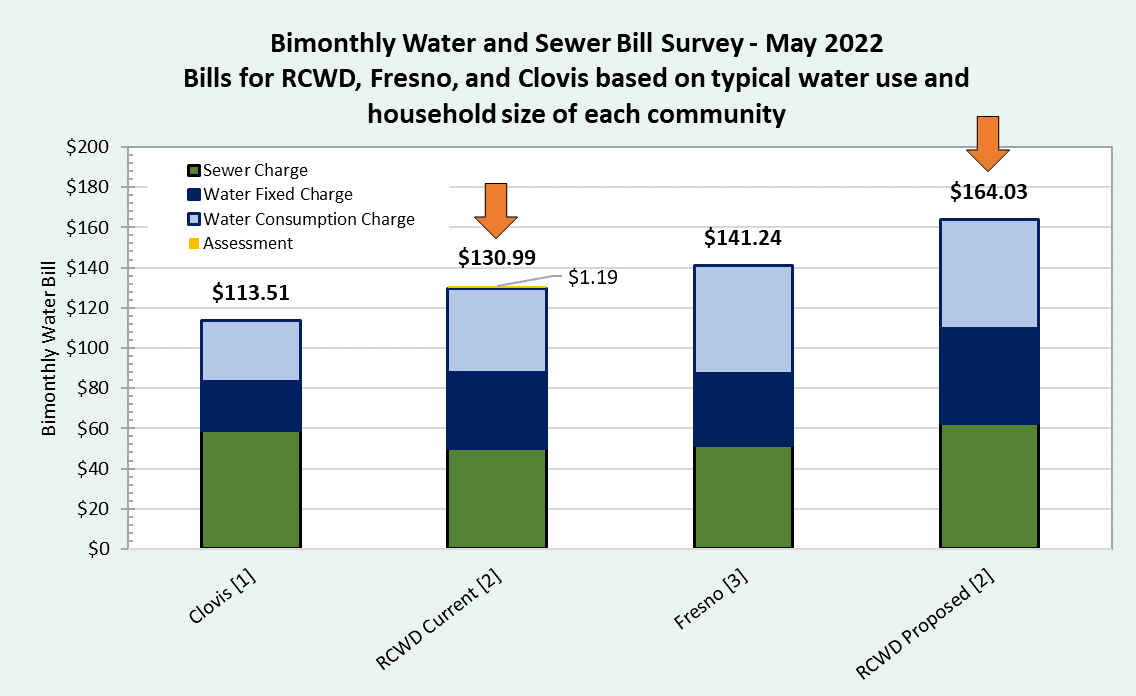 Bimonthly Water and Sewer Bill Survey - May 2022
Bills for RCWD, Fresno, and Clovis based on typical water use and
household size of each community
$200
$180
$160
$140
$120
$100
$80
$60
$40
$20
$0
Bimonthly Water Bill
Sewer Charge
Water Fixed Charge
Water Consumption Charge
Assessment
$113.51
$130.99
$1.19
$141.24
$164.03
Clovis [1]
RCWD Current [2]
Fresno [3]
RCWD Proposed [2]